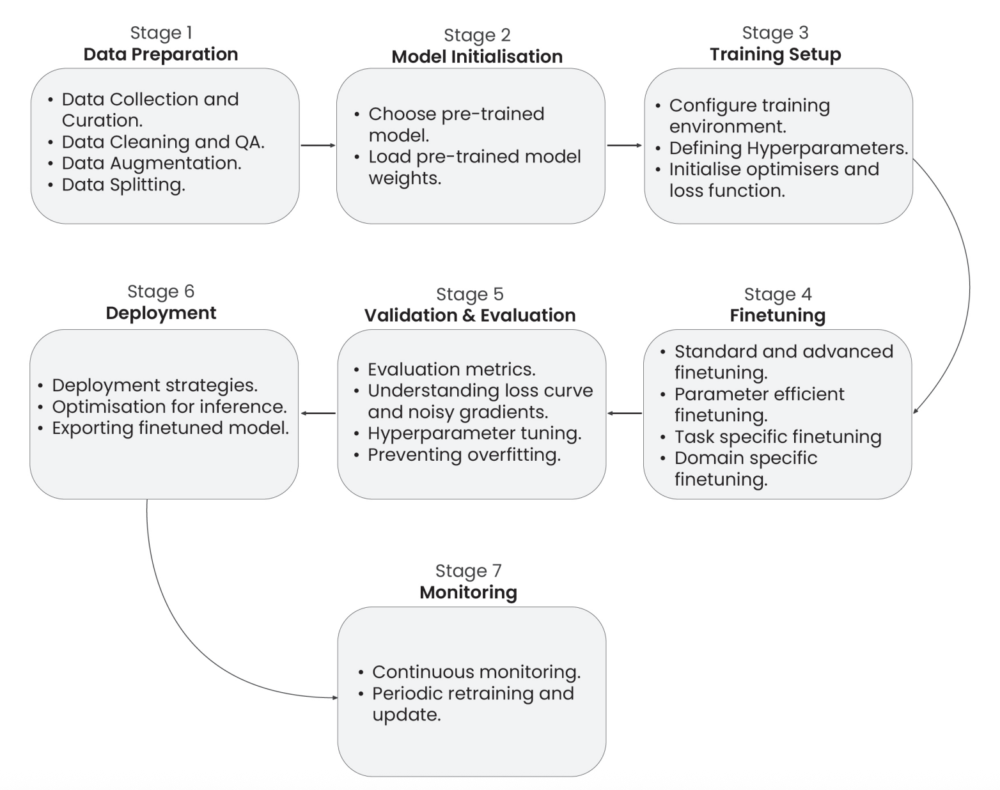 Stage 1
Data Preparation
• Data Collection and
Curation.
• Data Cleaning and QA.
• Data Augmentation.
• Data Splitting.
Stage 2
Model Initialisation
• Choose pre-trained
model.
• Load pre-trained model
weights.
Stage 3
Training Setup
• Configure training
environment.
• Defining Hyperparameters.
• Initialise optimisers and
loss function.
Stage 4
Finetuning
• Standard and advanced
finetuning.
• Parameter efficient
finetuning.
• Task specific finetuning
• Domain specific
finetuning.
Stage 5
Validation & Evaluation
• Evaluation metrics.
• Understanding loss curve
and noisy gradients.
• Hyperparameter tuning.
• Preventing overfitting.
Stage 6
Deployment
• Deployment strategies.
• Optimisation for inference.
• Exporting finetuned model.
Stage 7
Monitoring
• Continuous monitoring.
• Periodic retraining and
update.